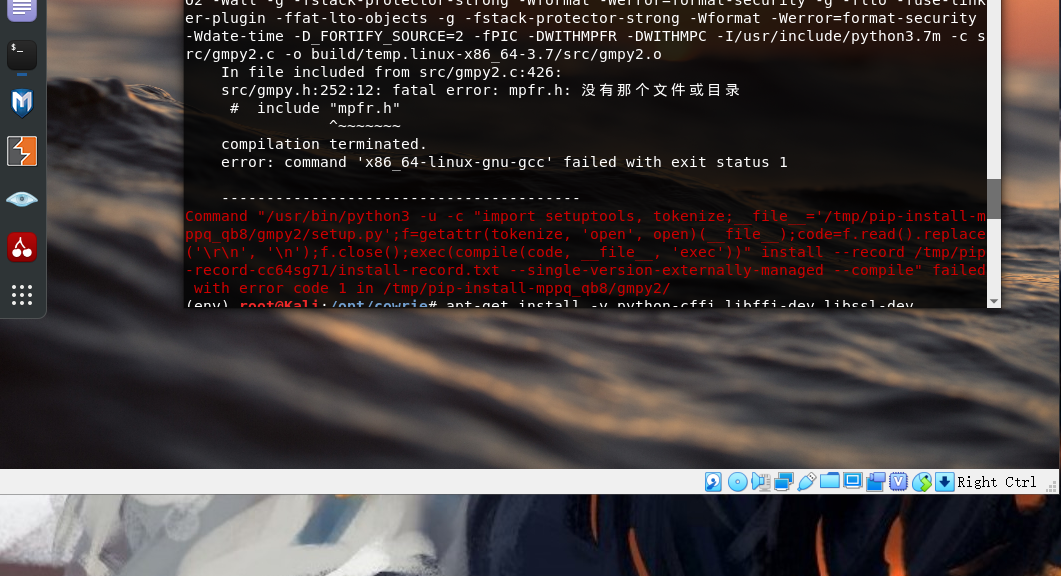 O2 -Wall -g -fstack-protector-strong -Wformat -Werror=format-security -g -flto -fuse-link
er-plugin -ffat-lto-objects -g -fstack-protector-strong -Wformat -Werror=format-security
-Wdate-time -D_FORTIFY_SOURCE=2 -fPIC -DWITHMPFR -DWITHMPC -I/usr/include/python3.7m -c s
rc/gmpy2.c -o build/temp.linux-x86_64-3.7/src/gmpy2.o
In file included from src/gmpy2.c:426:
src/gmpy.h:252:12: fatal error: mpfr.h: 没有那个文件或目录
#  include "mpfr.h"
^~~~~~~~
compilation terminated.
error: command 'x86_64-linux-gnu-gcc' failed with exit status 1
----------------------------------------
Command "/usr/bin/python3 -u -c "import setuptools, tokenize;__file__='/tmp/pip-install-m
ppq_qb8/gmpy2/setup.py';f=getattr(tokenize, 'open', open)(__file__);code=f.read().replace
('\r\n', '\n');f.close();exec(compile(code, __file__, 'exec'))" install --record /tmp/pip
-record-cc64sg71/install-record.txt --single-version-externally-managed --compile" failed
with error code 1 in /tmp/pip-install-mppq_qb8/gmpy2/
(env) root@Kali:/opt/cowrie# apt-get install -y python-cffi libffi-dev libssl-dev
Right Ctrl